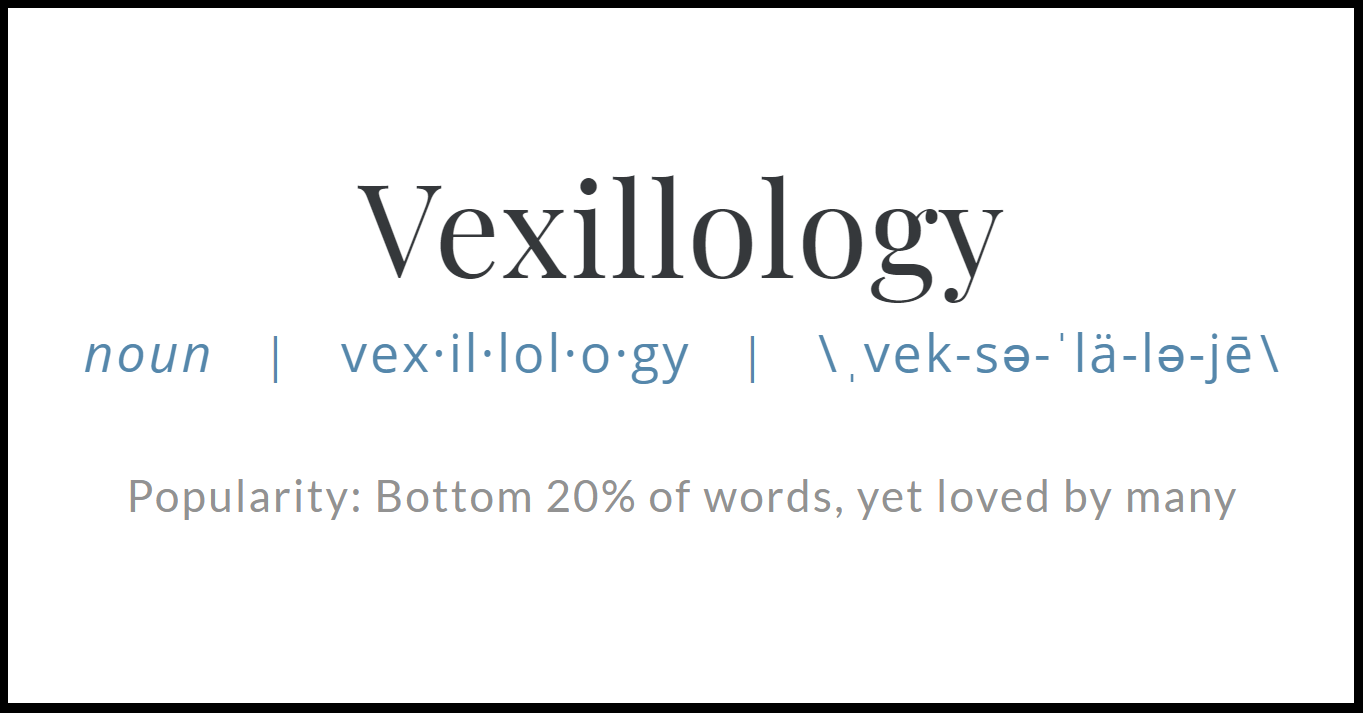 Vexillology
noun | vex·il·lol·o·gy | \ˌvek-sə-ˈlä-lə-jē\
Popularity: Bottom 20% of words, yet loved by many